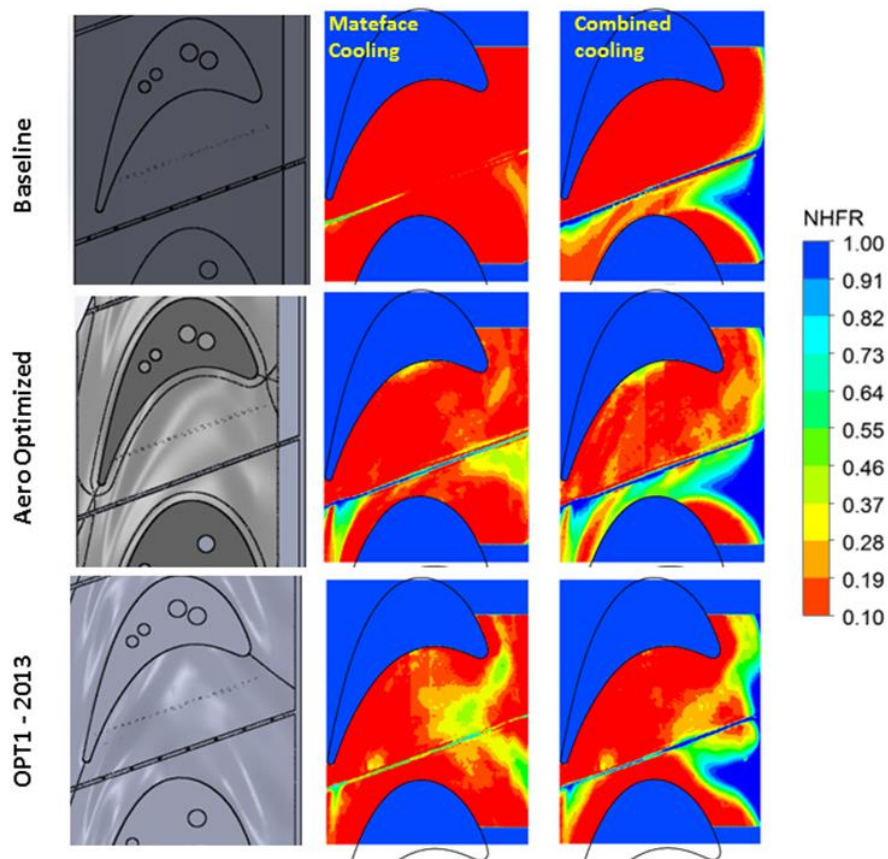 Mateface
Cooling
Combined
cooling
Baseline
Aero Optimized
OPT1 - 2013
NHFR
1.00
0.91
0.82
0.73
0.64
0.55
0.46
0.37
0.28
0.19
0.10